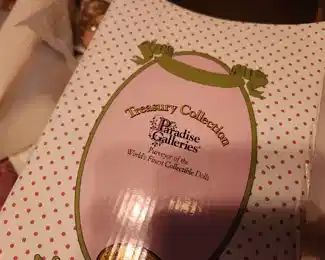 Treasury Collection
Paradise
Galleries®
Purveyor of the
World's Finest Collectible Dolls